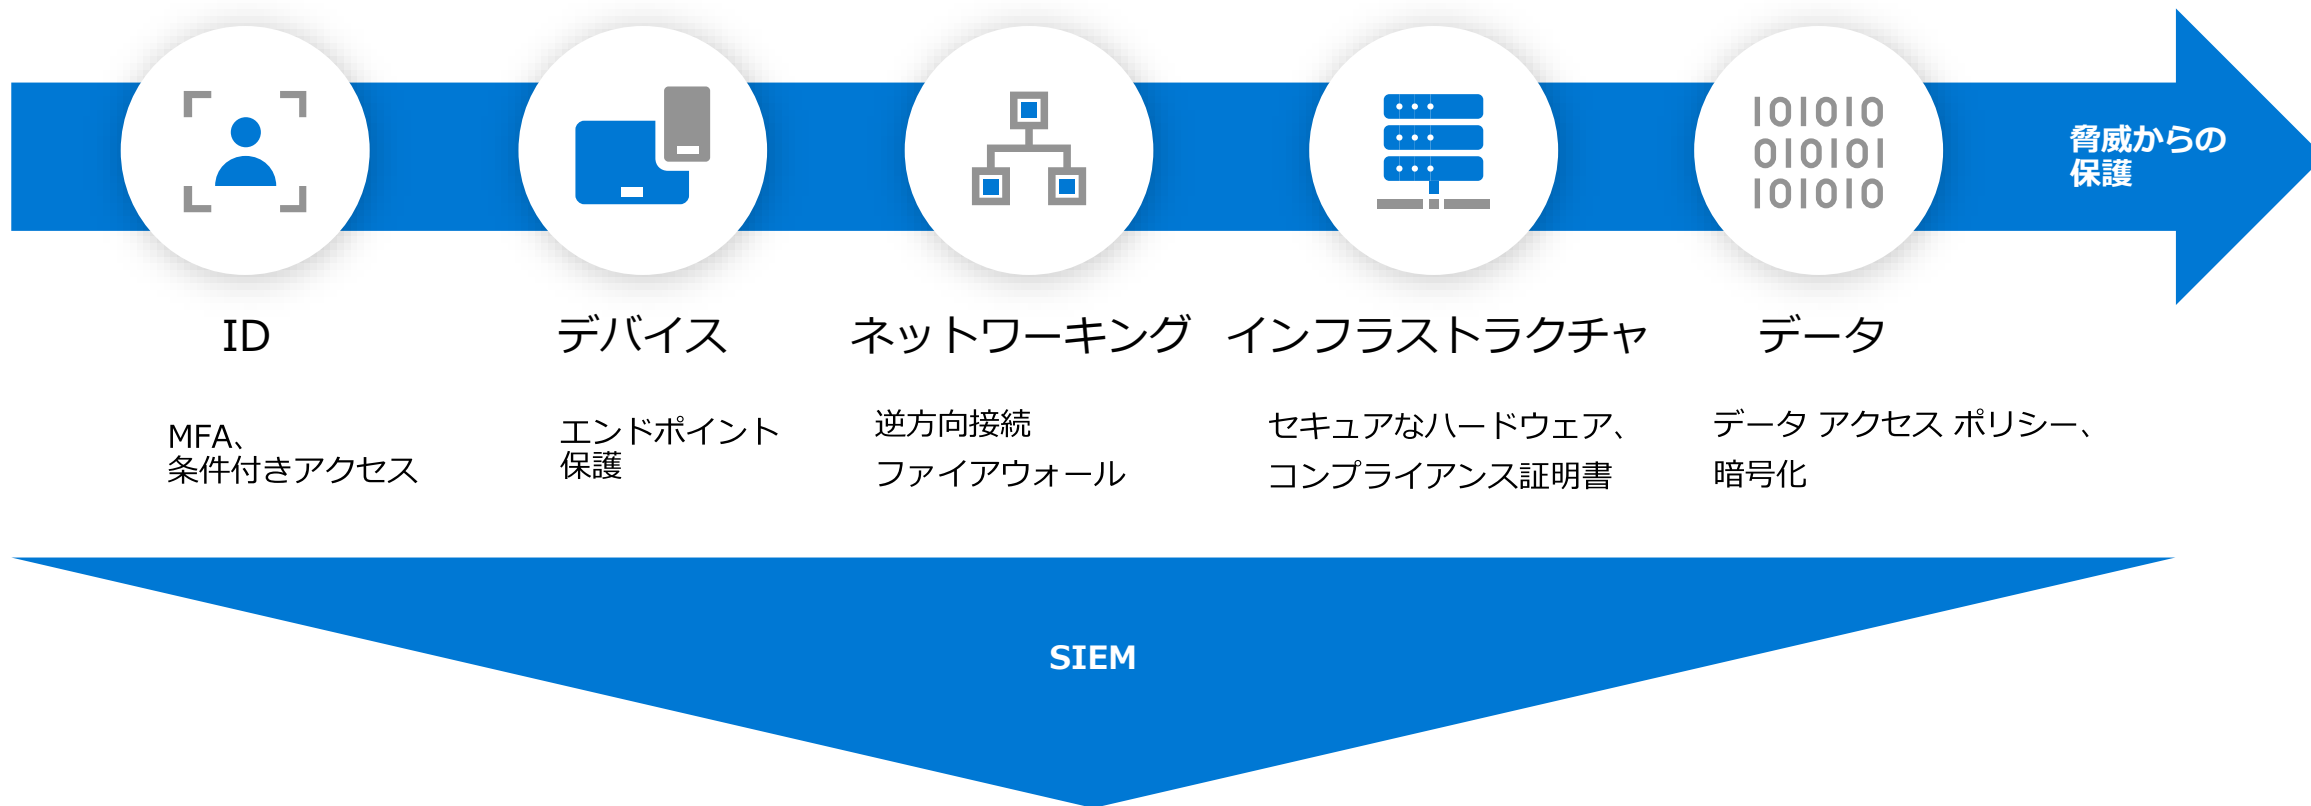 脅威からの
保護
ID
デバイス
ネットワーキング
インフラストラクチャ
データ
MFA、
条件付きアクセス
エンドポイント
保護
逆方向接続
ファイアウォール
セキュアなハードウェア、
コンプライアンス証明書
データ アクセス ポリシー、
暗号化
SIEM